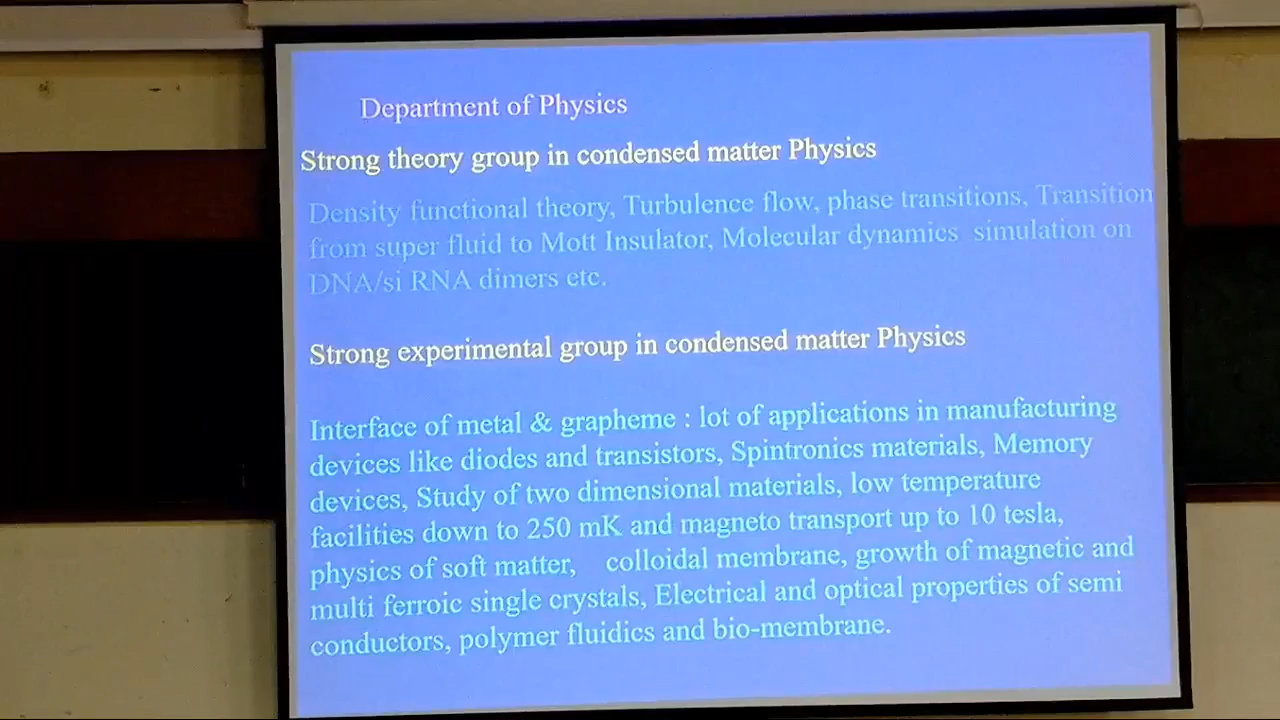 Department of Physics
Strong theory group in condensed matter Physics
Density functional theory, Turbulence flow, phase transitions, Transition
from super fluid to Mott Insulator, Molecular dynamics simulation on
DNA/si RNA dimers etc.
Strong experimental group in condensed matter Physics
Interface of metal & grapheme : lot of applications in manufacturing
devices like diodes and transistors, Spintronics materials, Memory
devices, Study of two dimensional materials, low temperature
facilities down to 250 mK and magneto transport up to 10 tesla,
physics of soft matter, colloidal membrane, growth of magnetic and
multi ferroic single crystals, Electrical and optical properties of semi
conductors, polymer fluidics and bio-membrane.